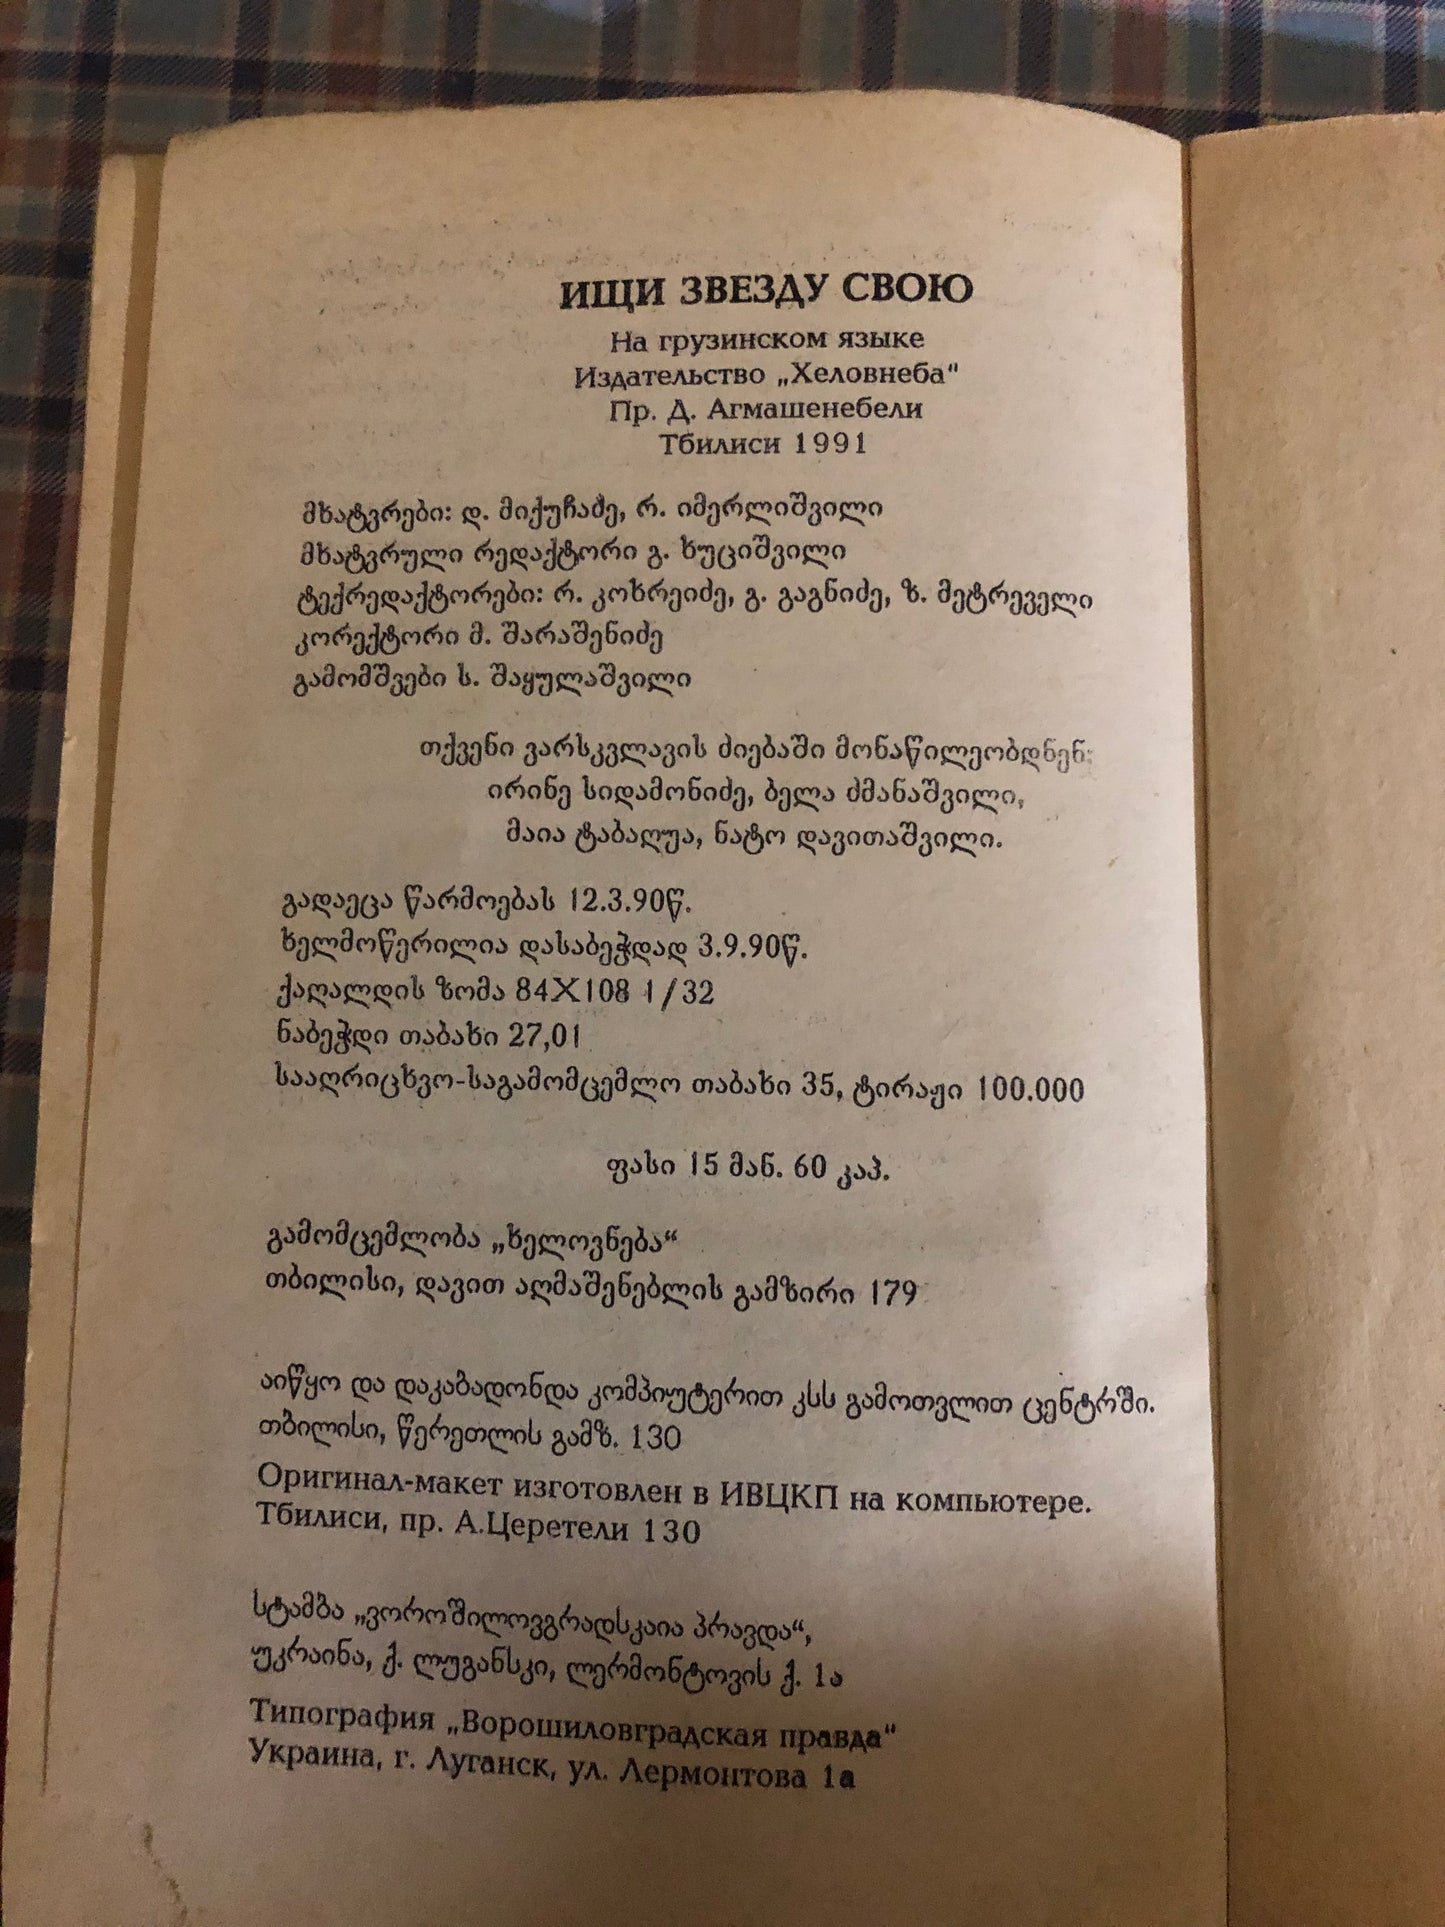 ИЩИ ЗВЕЗДУ СВОЮ
На грузинском языке
Издательство „Хеловнеба“
Пр. Д. Агмашенебели
Тбилиси 1991
მხატვრები: დ. მიქუჩაძე, რ. იმერლიშვილი
მხატვრული რედაქტორი გ. ხუციშვილი
ტექრედაქტორები: რ. კოხრეიძე, გ. გაგნიძე, ზ. მეტრეველი
კორექტორი მ. შარაშენიძე
გამომშვები ს. შაყულაშვილი
თქვენი ვარსკვლავის ძიებაში მონაწილეობდნენ:
ირინე სიდამონიძე, ბელა ძმანაშვილი,
მაია ტაბაღუა, ნატო დავითაშვილი.
გადაეცა წარმოებას 12.3.90წ.
ხელმოწერილია დასაბეჭდად 3.9.90წ.
ქაღალდის ზომა 84X108 1/32
ნაბეჭდი თაბახი 27,01
სააღრიცხვო-საგამომცემლო თაბახი 35, ტირაჟი 100.000
ფასი 15 მან. 60 კაპ.
გამომცემლობა „ხელოვნება“
თბილისი, დავით აღმაშენებლის გამზირი 179
აიწყო და დაკაბადონდა კომპიუტერით კსს გამოთვლით ცენტრში.
თბილისი, წერეთლის გამზ. 130
Оригинал-макет изготовлен в ИВЦКП на компьютере.
Тбилиси, пр. А.Церетели 130
სტამბა „ვოროშილოვგრადსკაია პრავდა“,
უკრაინა, ქ. ლუგანსკი, ლერმონტოვის ქ. 1ა
Типография „Ворошиловградская правда“
Украина, г. Луганск, ул. Лермонтова 1а